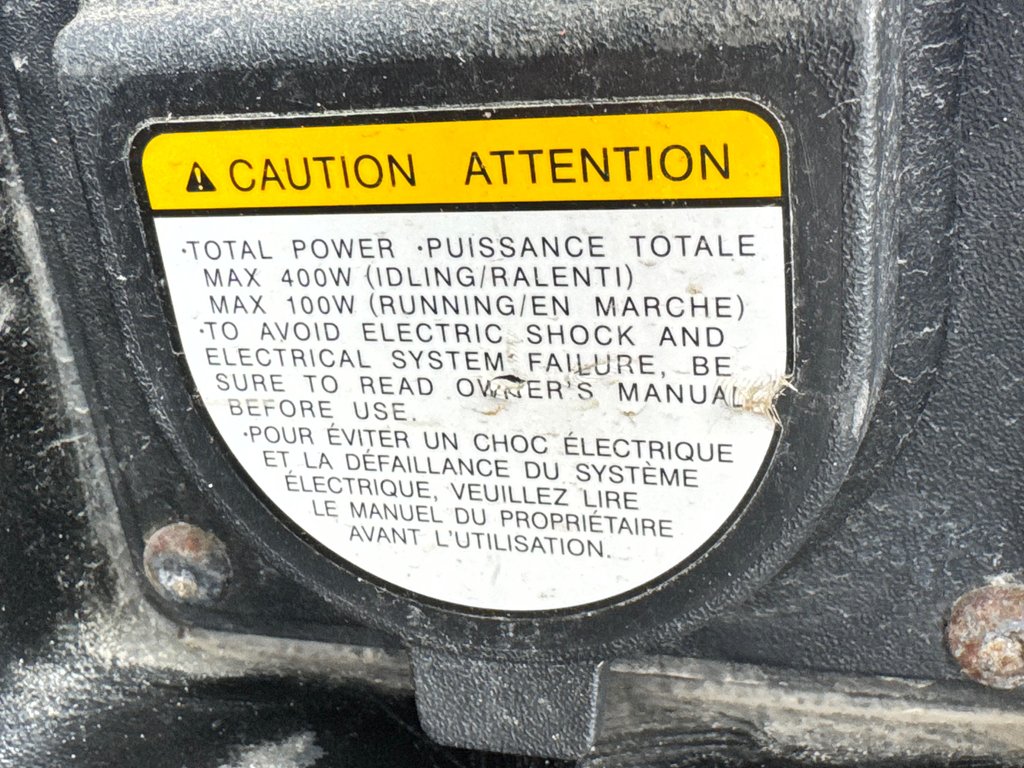 ⚠ CAUTION ATTENTION
·TOTAL POWER ·PUISSANCE TOTALE
MAX 400W (IDLING/RALENTI)
MAX 100W (RUNNING/EN MARCHE)
·TO AVOID ELECTRIC SHOCK AND
ELECTRICAL SYSTEM FAILURE, BE
SURE TO READ OWNER'S MANUAL
BEFORE USE.
·POUR ÉVITER UN CHOC ÉLECTRIQUE
ET LA DÉFAILLANCE DU SYSTÈME
ÉLECTRIQUE, VEUILLEZ LIRE
LE MANUEL DU PROPRIÉTAIRE
AVANT L'UTILISATION.